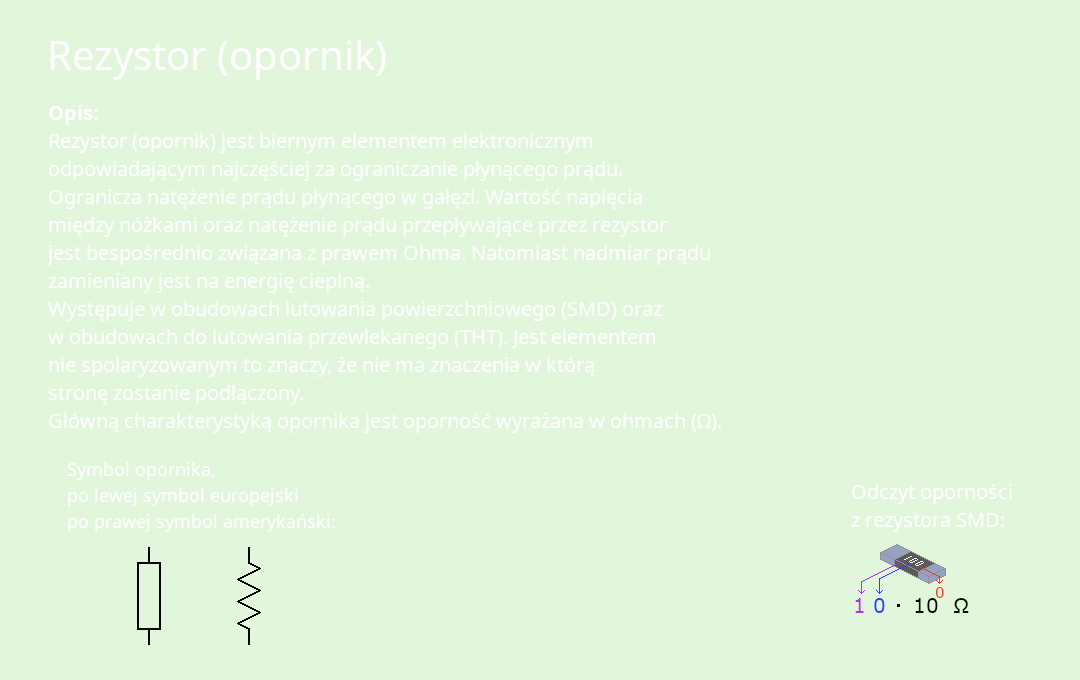 Rezystor (opornik)
Opis:
Rezystor (opornik) jest biernym elementem elektronicznym
odpowiadającym najczęściej za ograniczanie płynącego prądu.
Ogranicza natężenie prądu płynącego w gałęzi. Wartość napięcia
między nóżkami oraz natężenie prądu przepływające przez rezystor
jest bespośrednio związana z prawem Ohma. Natomiast nadmiar prądu
zamieniany jest na energię cieplną.
Występuje w obudowach lutowania powierzchniowego (SMD) oraz
w obudowach do lutowania przewlekanego (THT). Jest elementem
nie spolaryzowanym to znaczy, że nie ma znaczenia w którą
stronę zostanie podłączony.
Główną charakterystyką opornika jest oporność wyrażana w ohmach (Ω).
Symbol opornika,
po lewej symbol europejski
po prawej symbol amerykański:
Odczyt oporności
z rezystora SMD:
100
1 0 · 10⁰ Ω